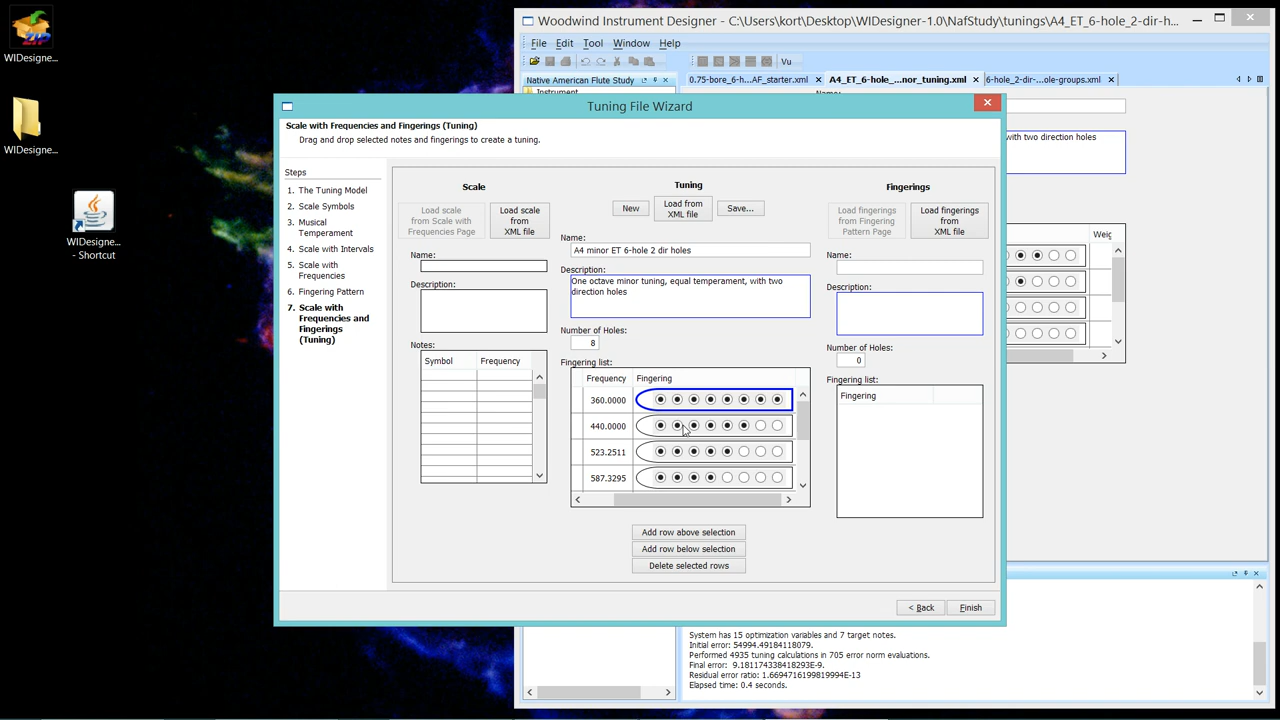 WIDesigne...
WIDesigne...
WIDesigne...
- Shortcut
Woodwind Instrument Designer - C:\Users\kort\Desktop\WIDesigner-1.0\NafStudy\tunings\A4_ET_6-hole_2-dir-h...
File Edit Tool Window Help
Vu
Native American Flute Study
0.75-bore_6-h...AF_starter.xml
A4_ET_6-hole_...nor_tuning.xml
6-hole_2-dir-...ole-groups.xml
Instrument
with two direction holes
Weig
Tuning File Wizard
Scale with Frequencies and Fingerings (Tuning)
Drag and drop selected notes and fingerings to create a tuning.
Steps
1. The Tuning Model
2. Scale Symbols
3. Musical
Temperament
4. Scale with Intervals
5. Scale with
Frequencies
6. Fingering Pattern
7. Scale with
Frequencies and
Fingerings
(Tuning)
Scale
Load scale
from Scale with
Frequencies Page
Load scale
from
XML file
Name:
Description:
Notes:
Symbol Frequency
Tuning
New
Load from
XML file
Save...
Name:
A4 minor ET 6-hole 2 dir holes
Description:
One octave minor tuning, equal temperament, with two
direction holes
Number of Holes:
8
Fingering list:
Frequency Fingering
360.0000
440.0000
523.2511
587.3295
Add row above selection
Add row below selection
Delete selected rows
Fingerings
Load fingerings
from Fingering
Pattern Page
Load fingerings
from
XML file
Name:
Description:
Number of Holes:
0
Fingering list:
Fingering
< Back
Finish
System has 15 optimization variables and 7 target notes.
Initial error: 54994.49184118079.
Performed 4935 tuning calculations in 705 error norm evaluations.
Final error: 9.181174338418293E-9.
Residual error ratio: 1.6694716199819994E-13
Elapsed time: 0.4 seconds.